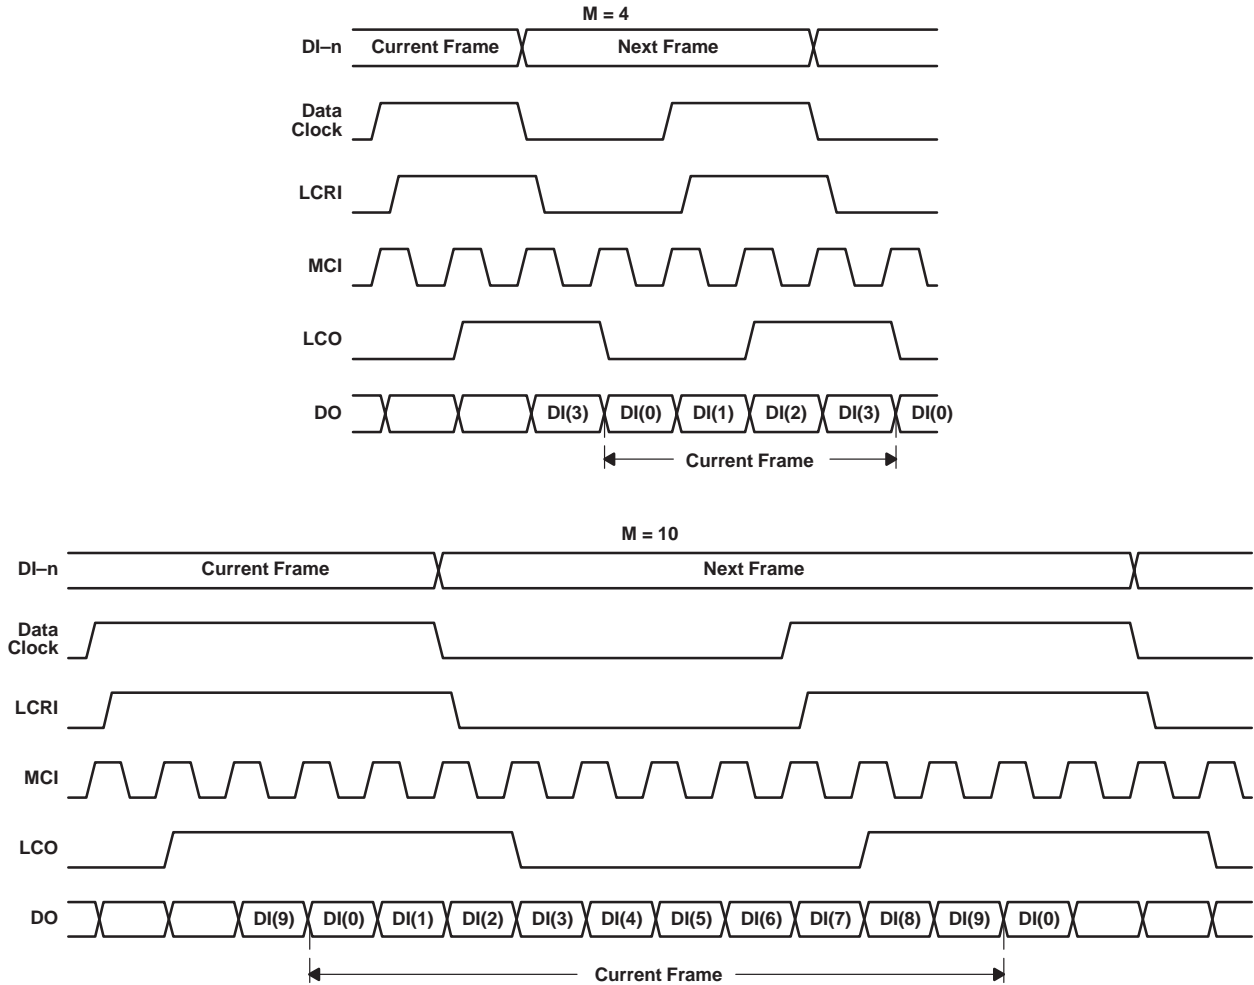 M = 4
DI–n Current Frame Next Frame
Data
Clock
LCRI
MCI
LCO
DO DI(3) DI(0) DI(1) DI(2) DI(3) DI(0)
Current Frame
M = 10
DI–n Current Frame Next Frame
Data
Clock
LCRI
MCI
LCO
DO DI(9) DI(0) DI(1) DI(2) DI(3) DI(4) DI(5) DI(6) DI(7) DI(8) DI(9) DI(0)
Current Frame